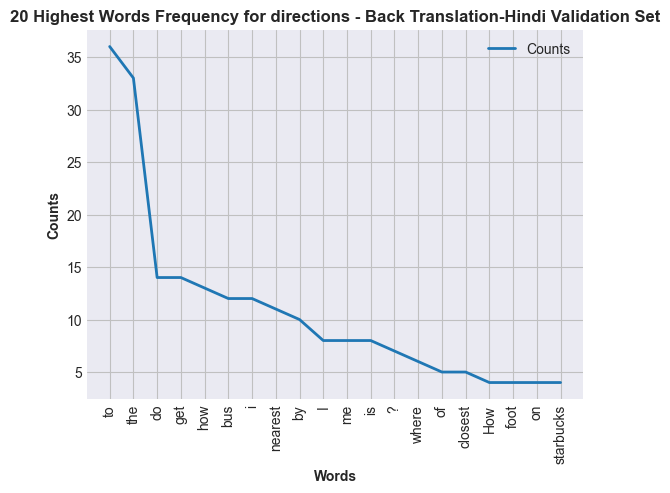 20 Highest Words Frequency for directions - Back Translation-Hindi Validation Set
Counts
35
30
25
20
15
10
5
Counts
to
the
do
get
how
bus
i
nearest
by
I
me
is
?
where
of
closest
How
foot
on
starbucks
Words